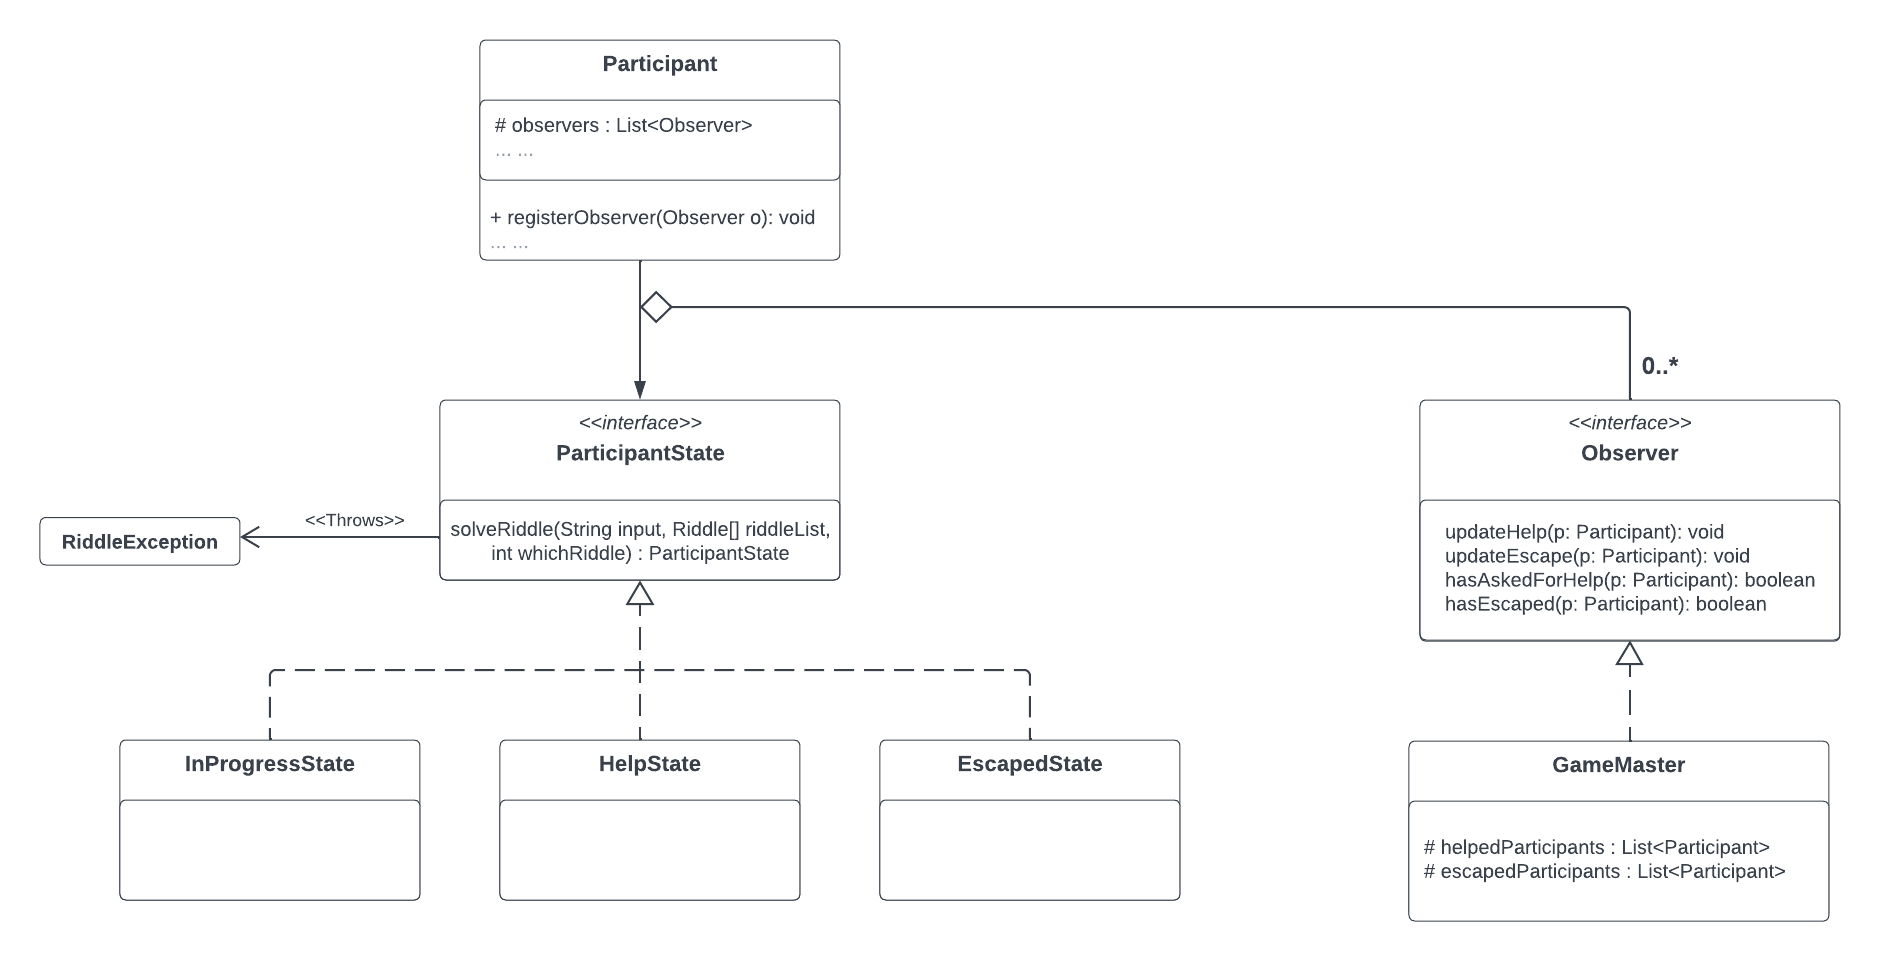 Participant
# observers : List<Observer>
... ...
+ registerObserver(Observer o): void
... ...
0..*
<<interface>>
ParticipantState
<<interface>>
Observer
<<Throws>>
RiddleException
solveRiddle(String input, Riddle[] riddleList,
int whichRiddle) : ParticipantState
updateHelp(p: Participant): void
updateEscape(p: Participant): void
hasAskedForHelp(p: Participant): boolean
hasEscaped(p: Participant): boolean
InProgressState
HelpState
EscapedState
GameMaster
# helpedParticipants : List<Participant>
# escapedParticipants : List<Participant>